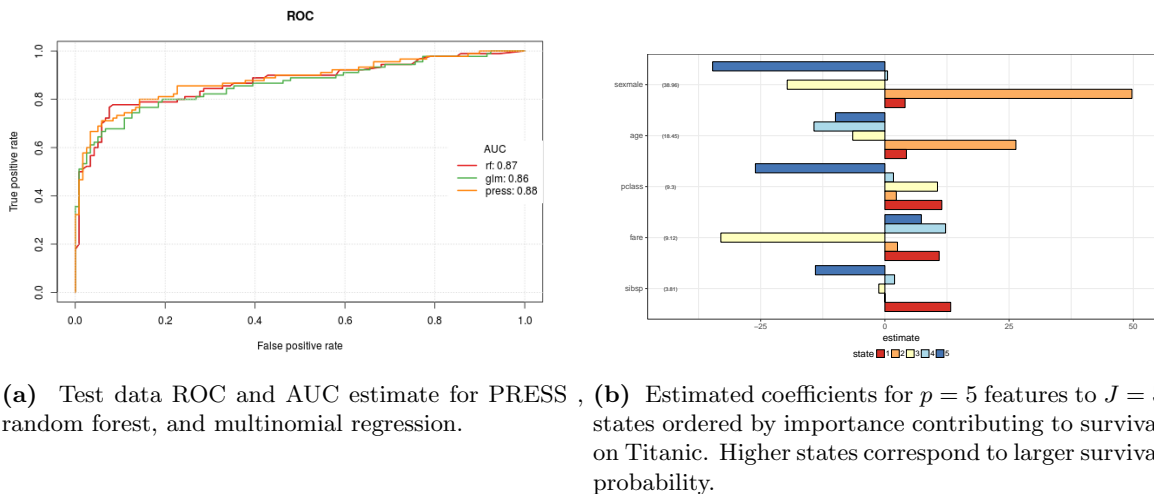 ROC
True positive rate
1.0
0.8
0.6
0.4
0.2
0.0
AUC
rf: 0.87
glm: 0.86
press: 0.88
0.0 0.2 0.4 0.6 0.8 1.0
False positive rate
sexmale (38.96)
age (18.45)
pclass (9.3)
fare (9.12)
sibsp (3.81)
−25 0 25 50
estimate
state 1 2 3 4 5
(a) Test data ROC and AUC estimate for PRESS ,
random forest, and multinomial regression.
(b) Estimated coefficients for p = 5 features to J =
states ordered by importance contributing to surviva
on Titanic. Higher states correspond to larger surviva
probability.